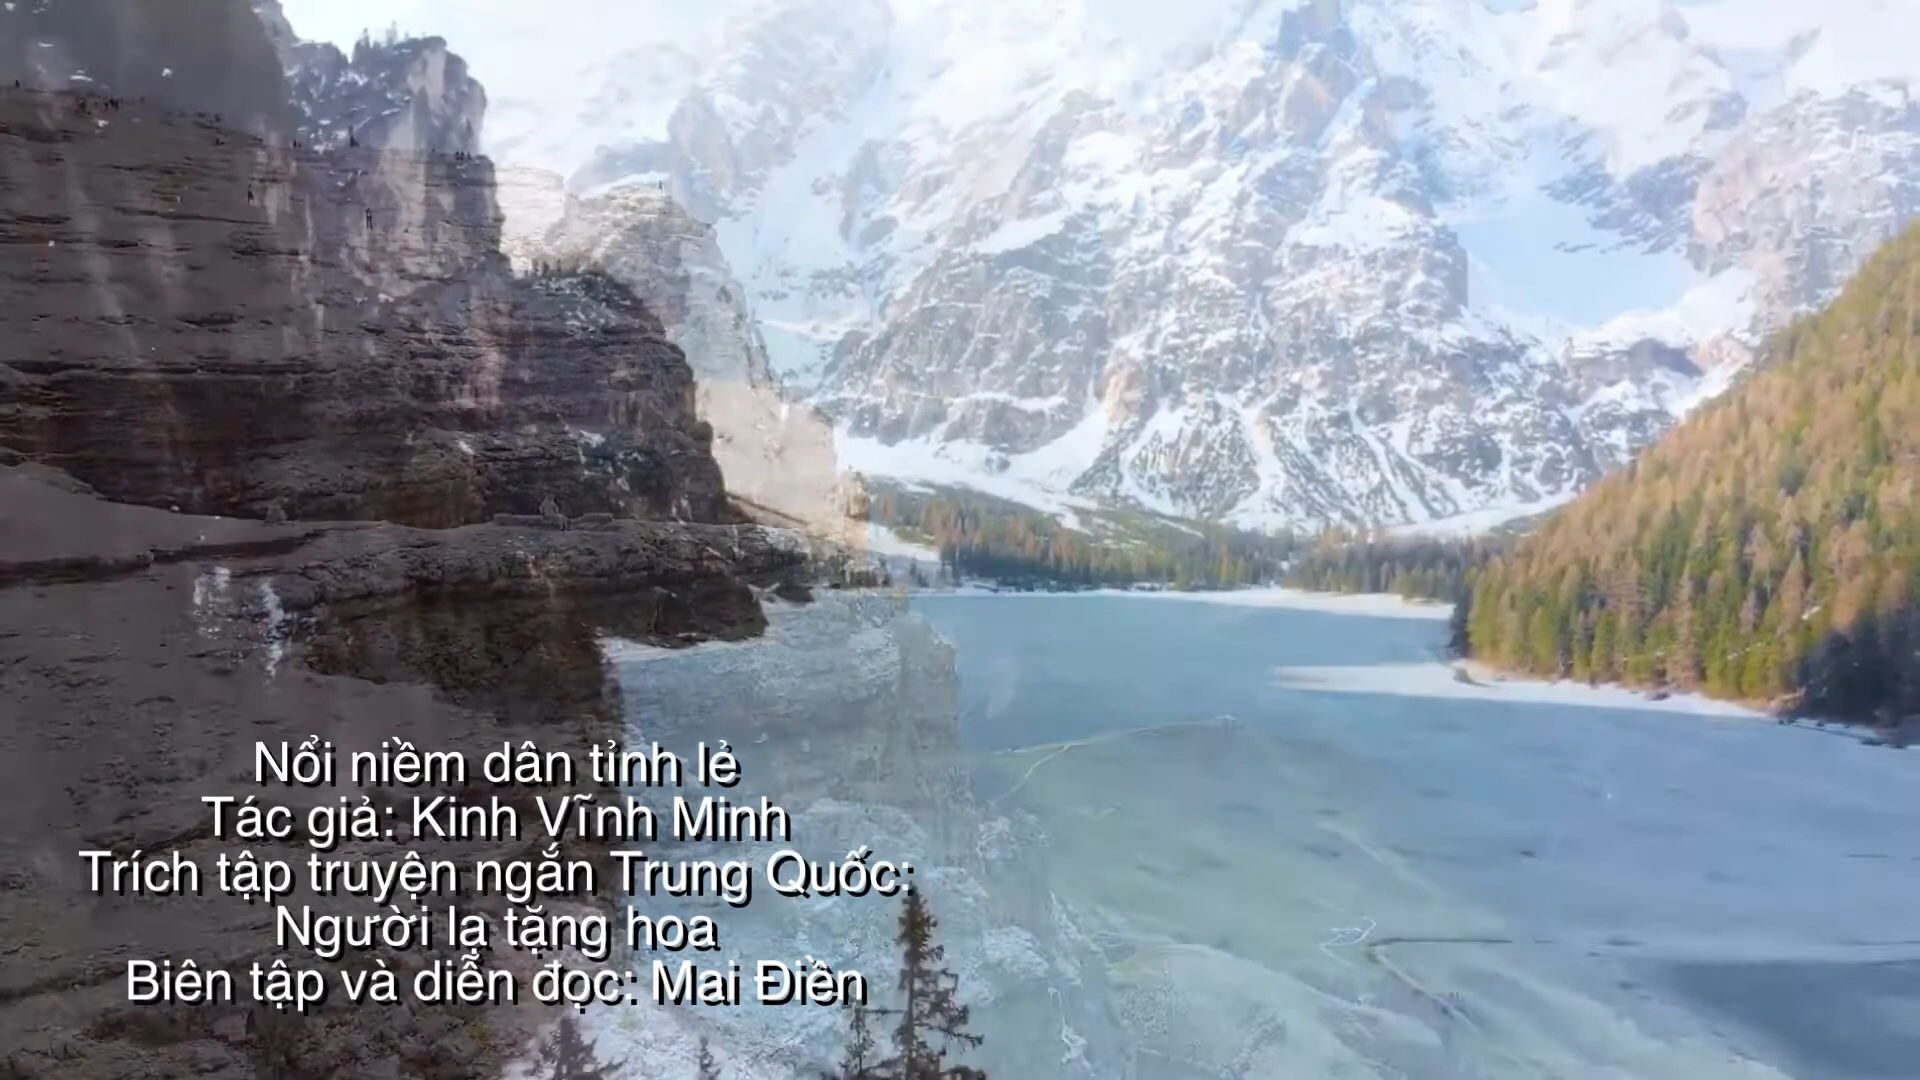 Nổi niềm dân tỉnh lẻ
Tác giả: Kinh Vĩnh Minh
Trích tập truyện ngắn Trung Quốc:
Người lạ tặng hoa
Biên tập và diễn đọc: Mai Điền